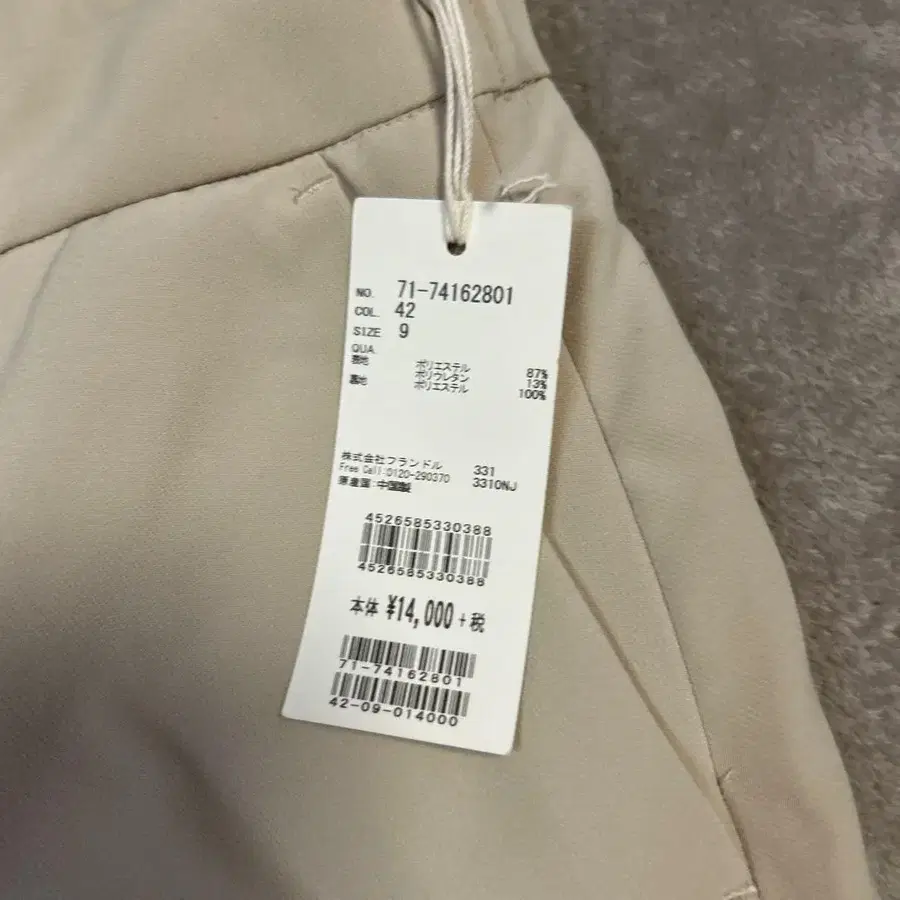 NO. 71-74162801
COL. 42
SIZE 9
QUA.
表地 ポリエステル 87%
ポリウレタン 13%
裏地 ポリエステル 100%
株式会社フランドル 331
Free Call:0120-290370 3310NJ
原産国:中国製
4526585330388
4526585330388
本体 ¥14,000+税
71-74162801
42-09-014000